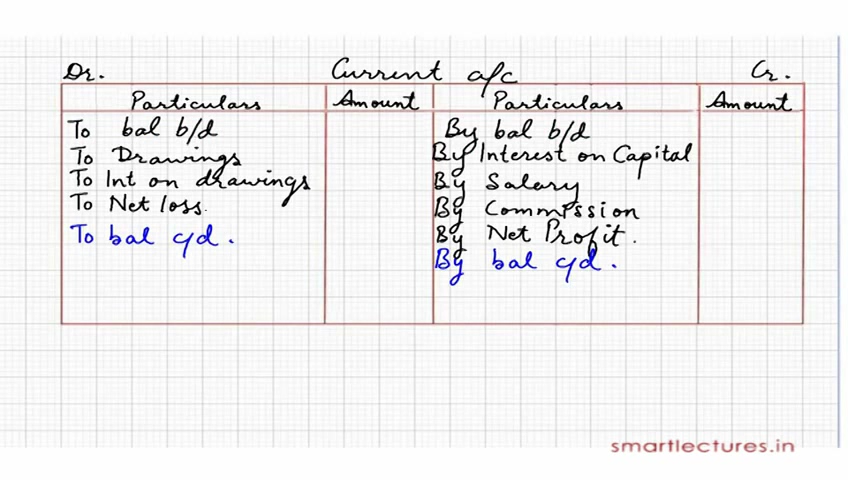 Dr. Current a/c Cr.
Particulars Amount Particulars Amount
To bal b/d By bal b/d
To Drawings By Interest on Capital
To Int on drawings By Salary
To Net loss. By Commission
To bal c/d. By Net Profit.
By bal c/d.
smartlectures.in